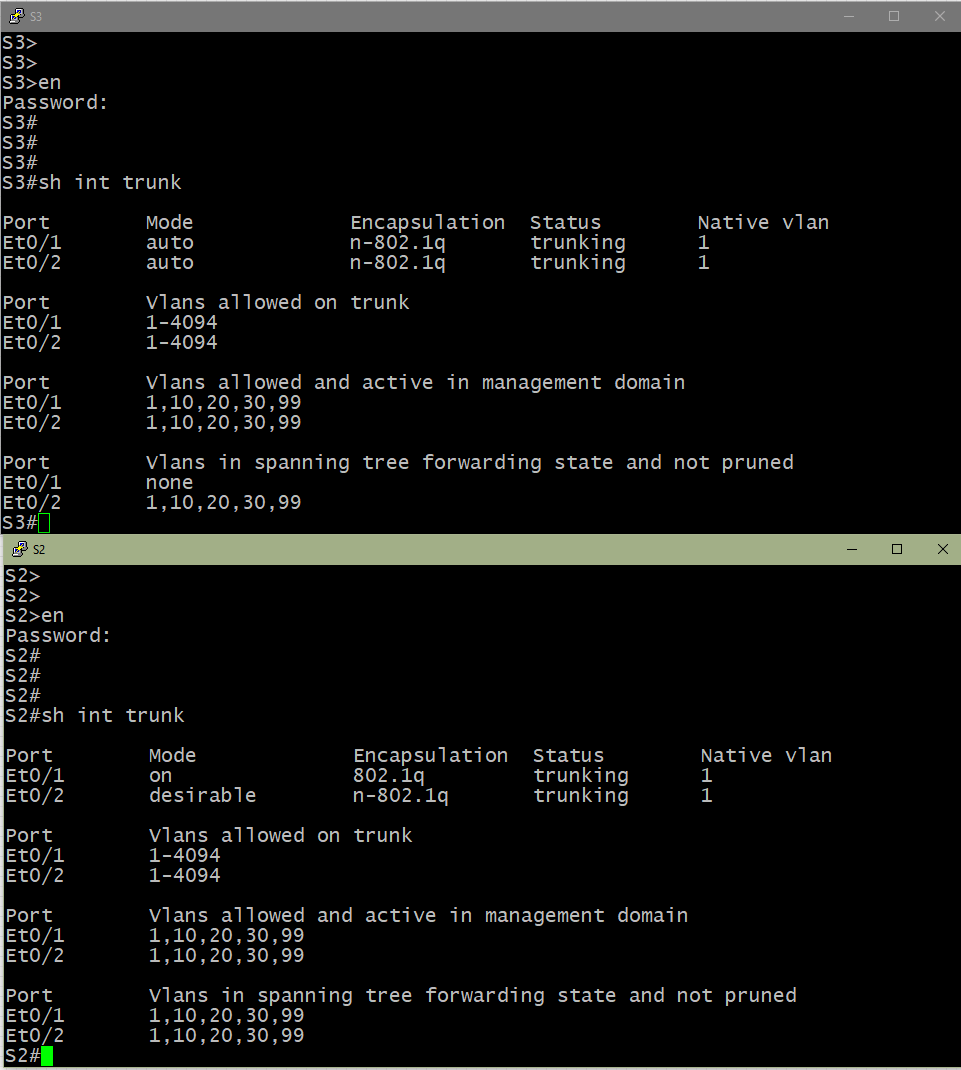 S3
S3>
S3>
S3>en
Password:
S3#
S3#
S3#
S3#sh int trunk
Port Mode Encapsulation Status Native vlan
Et0/1 auto n-802.1q trunking 1
Et0/2 auto n-802.1q trunking 1
Port Vlans allowed on trunk
Et0/1 1-4094
Et0/2 1-4094
Port Vlans allowed and active in management domain
Et0/1 1,10,20,30,99
Et0/2 1,10,20,30,99
Port Vlans in spanning tree forwarding state and not pruned
Et0/1 none
Et0/2 1,10,20,30,99
S3#
S2
S2>
S2>
S2>en
Password:
S2#
S2#
S2#
S2#sh int trunk
Port Mode Encapsulation Status Native vlan
Et0/1 on 802.1q trunking 1
Et0/2 desirable n-802.1q trunking 1
Port Vlans allowed on trunk
Et0/1 1-4094
Et0/2 1-4094
Port Vlans allowed and active in management domain
Et0/1 1,10,20,30,99
Et0/2 1,10,20,30,99
Port Vlans in spanning tree forwarding state and not pruned
Et0/1 1,10,20,30,99
Et0/2 1,10,20,30,99
S2#